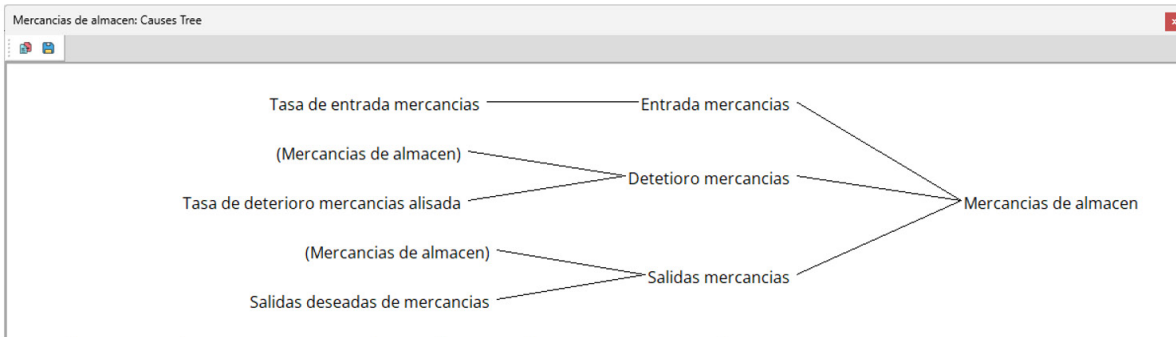 Mercancias de almacen: Causes Tree
x
Tasa de entrada mercancias
Entrada mercancias
(Mercancias de almacen)
Detetioro mercancias
Tasa de deterioro mercancias alisada
Mercancias de almacen
(Mercancias de almacen)
Salidas mercancias
Salidas deseadas de mercancias